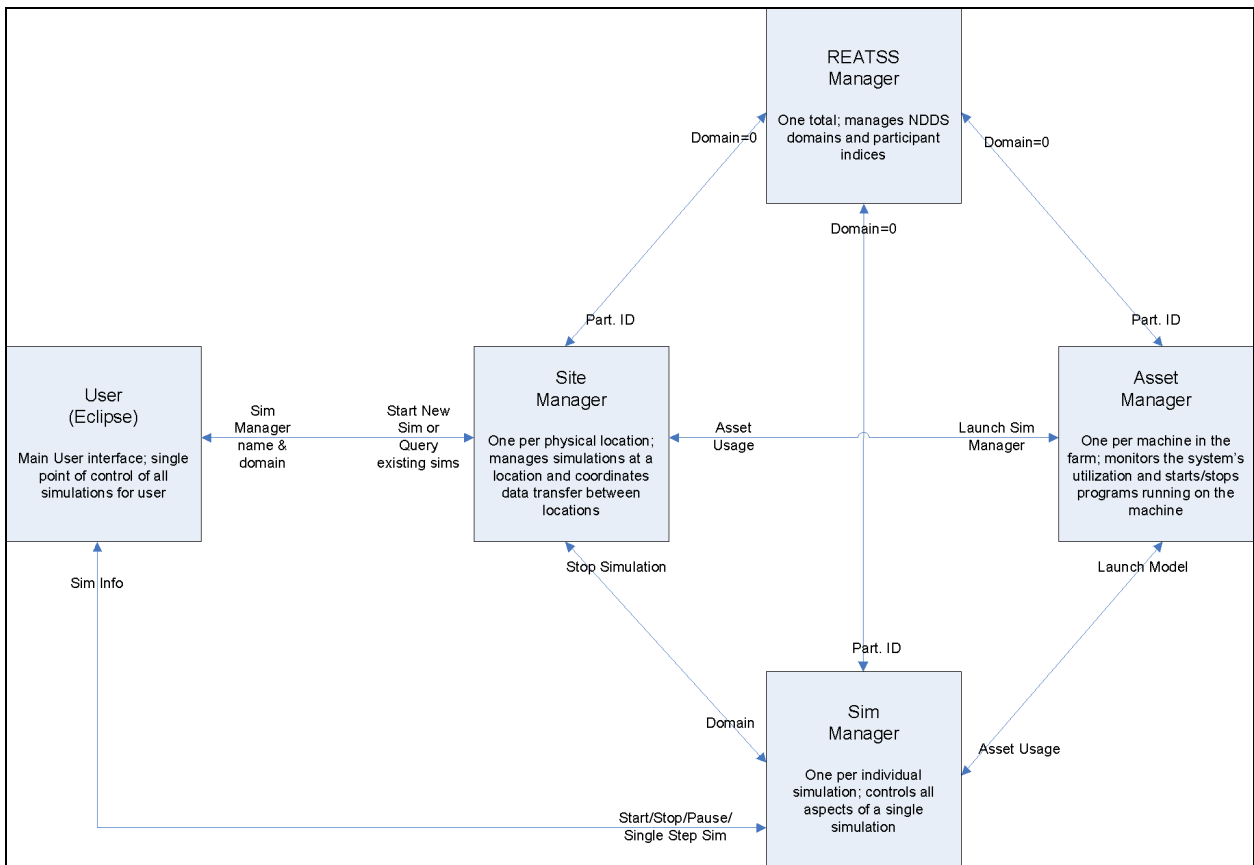 REATSS
Manager
One total; manages NDDS
domains and participant
indices
Domain=0
Domain=0
Domain=0
Part. ID
Part. ID
User
(Eclipse)
Main User interface; single
point of control of all
simulations for user
Sim
Manager
name &
domain
Start New
Sim or
Query
existing sims
Site
Manager
One per physical location;
manages simulations at a
location and coordinates
data transfer between
locations
Asset
Usage
Launch Sim
Manager
Asset
Manager
One per machine in the
farm; monitors the system's
utilization and starts/stops
programs running on the
machine
Sim Info
Stop Simulation
Launch Model
Part. ID
Domain
Asset Usage
Sim
Manager
One per individual
simulation; controls all
aspects of a single
simulation
Start/Stop/Pause/
Single Step Sim